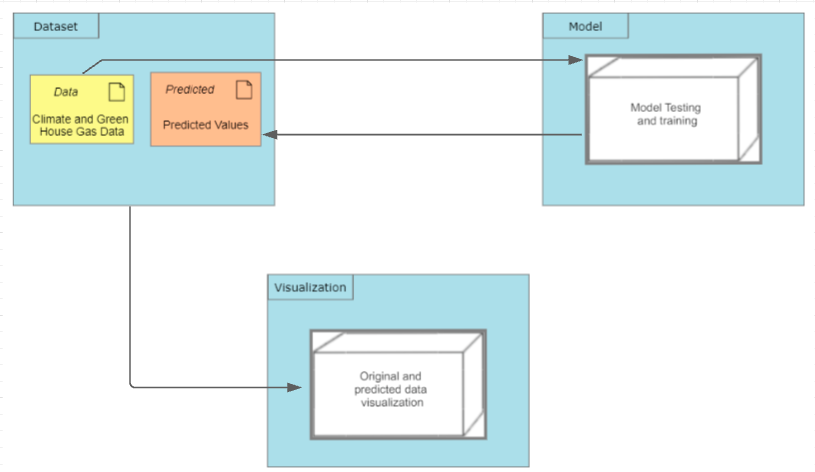 Dataset
Data
Climate and Green
House Gas Data
Predicted
Predicted Values
Model
Model Testing
and training
Visualization
Original and
predicted data
visualization